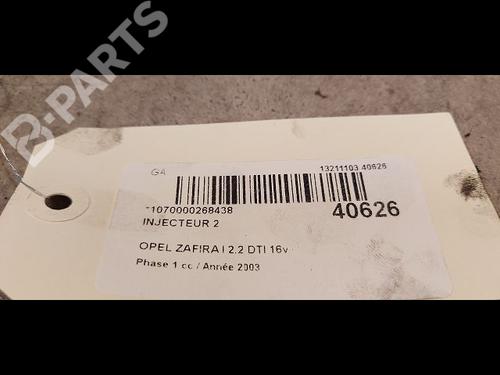 B-PARTS
GA
13211103 40626
*1070000268438
40626
INJECTEUR 2
OPEL ZAFIRA I 2.2 DTI 16v
Phase 1 cc / Année 2003